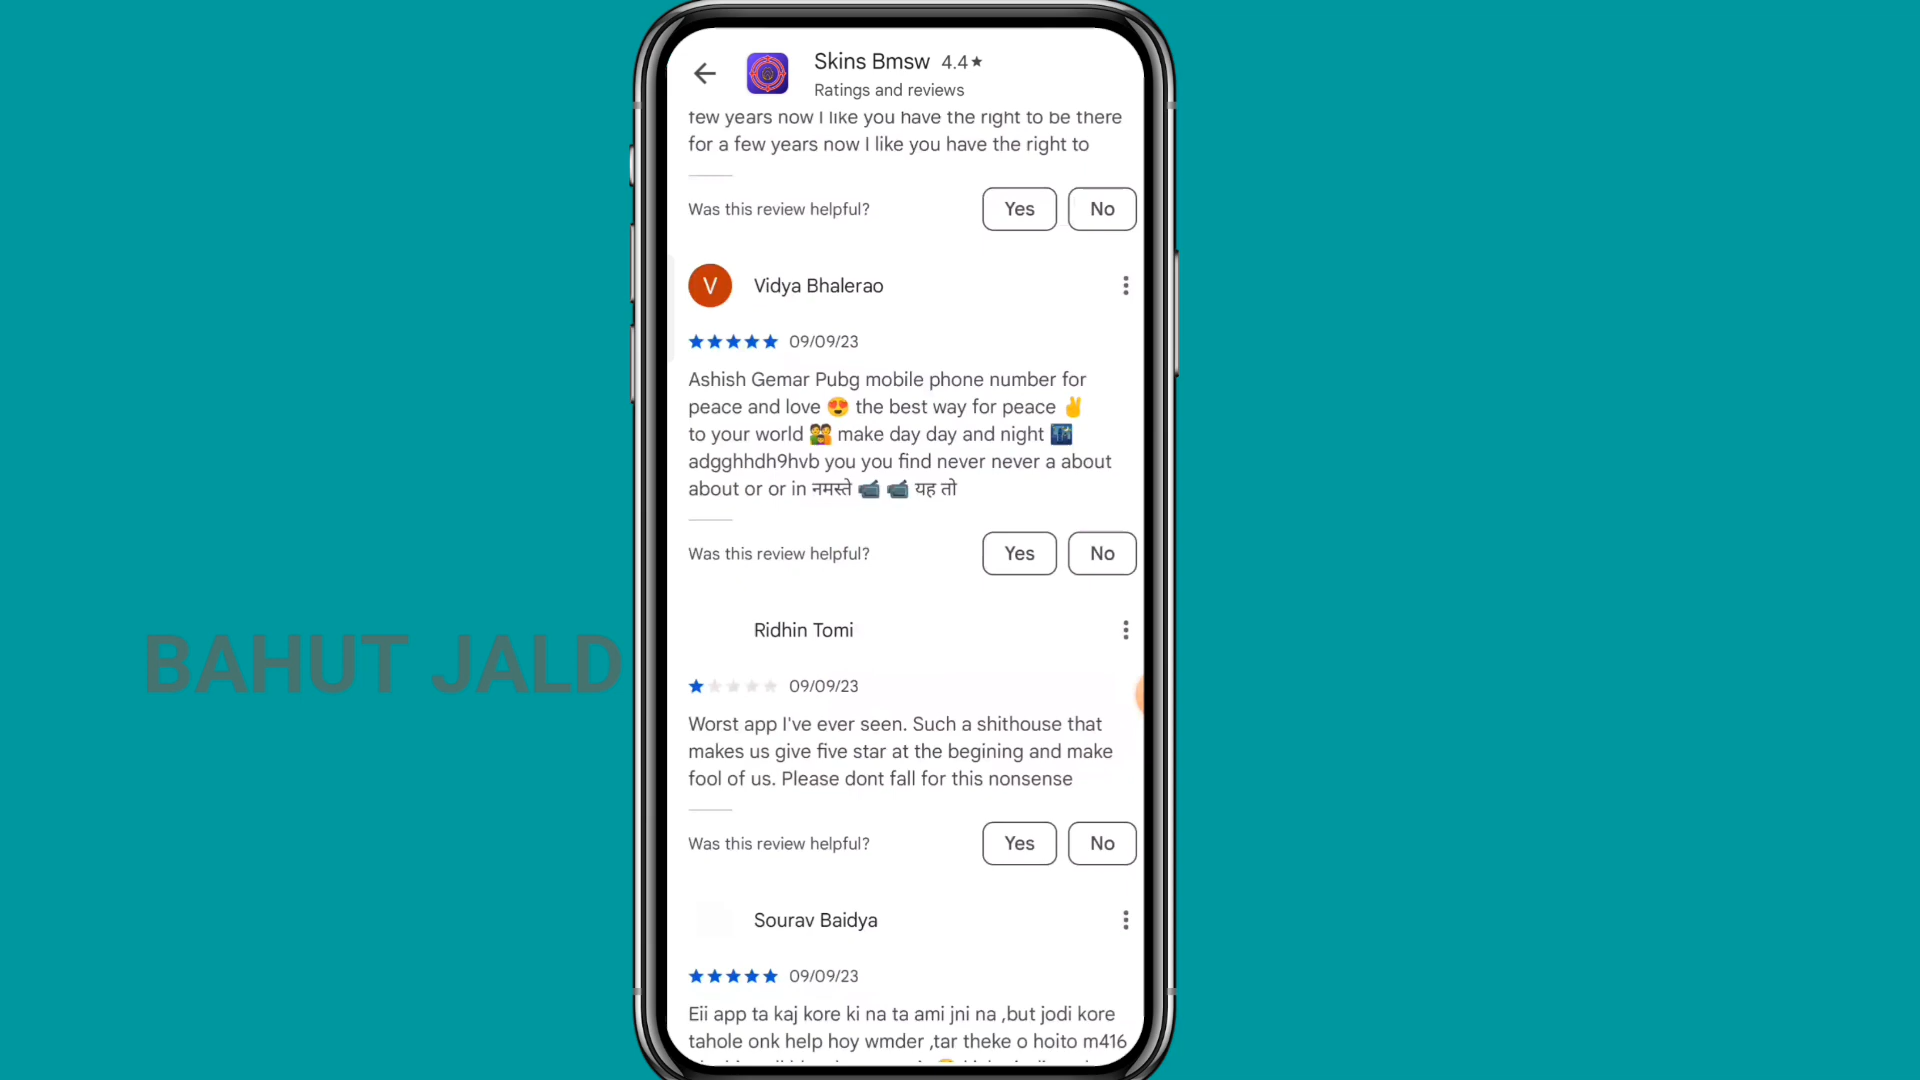 Skins Bmsw 4.4★
Ratings and reviews
few years now I like you have the right to be there
for a few years now I like you have the right to
Was this review helpful?
Yes
No
V
Vidya Bhalerao
09/09/23
Ashish Gemar Pubg mobile phone number for
peace and love 😍 the best way for peace ✌
to your world 👫 make day day and night 🌃
adgghhdh9hvb you you find never never a about
about or or in नमस्ते 📹 📹 यह तो
Was this review helpful?
Yes
No
BAHUT JALD
Ridhin Tomi
09/09/23
Worst app I've ever seen. Such a shithouse that
makes us give five star at the begining and make
fool of us. Please dont fall for this nonsense
Was this review helpful?
Yes
No
Sourav Baidya
09/09/23
Eii app ta kaj kore ki na ta ami jni na ,but jodi kore
tahole onk help hoy wmder ,tar theke o hoito m416